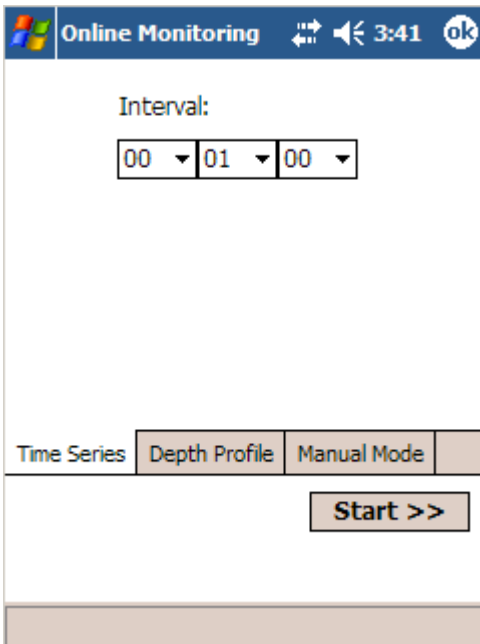 Online Monitoring 3:41 ok
Interval:
00 01 00
Time Series Depth Profile Manual Mode
Start >>